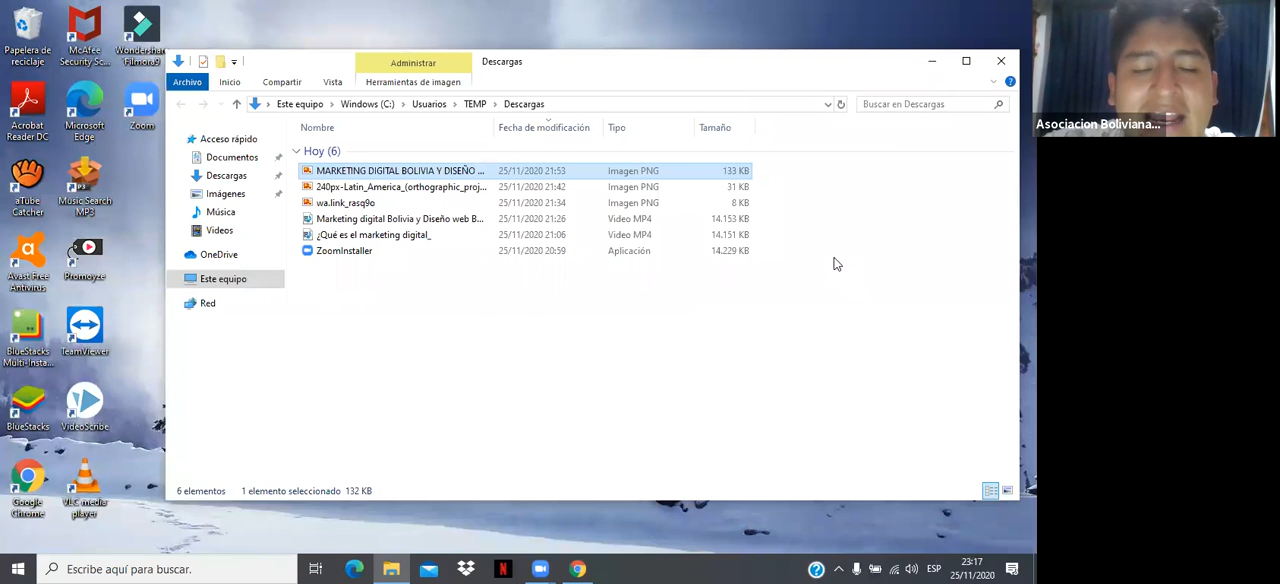 Papelera de reciclaje
McAfee Security Sc...
Wondershare Filmora9
Acrobat Reader DC
Microsoft Edge
Zoom
aTube Catcher
Music Search MP3
Avast Free Antivirus
Promoyze
BlueStacks Multi-Insta...
TeamViewer
BlueStacks
VideoScribe
Google Chrome
VLC media player
Administrar
Descargas
Archivo
Inicio
Compartir
Vista
Herramientas de imagen
Este equipo > Windows (C:) > Usuarios > TEMP > Descargas
Buscar en Descargas
Acceso rápido
Documentos
Descargas
Imágenes
Música
Videos
OneDrive
Este equipo
Red
Nombre Fecha de modificación Tipo Tamaño
Hoy (6)
MARKETING DIGITAL BOLIVIA Y DISEÑO ... 25/11/2020 21:53 Imagen PNG 133 KB
240px-Latin_America_(orthographic_proj... 25/11/2020 21:42 Imagen PNG 31 KB
wa.link_rasq9o 25/11/2020 21:34 Imagen PNG 8 KB
Marketing digital Bolivia y Diseño web B... 25/11/2020 21:26 Video MP4 14.153 KB
¿Qué es el marketing digital_ 25/11/2020 21:06 Video MP4 14.151 KB
ZoomInstaller 25/11/2020 20:59 Aplicación 14.229 KB
6 elementos 1 elemento seleccionado 132 KB
Asociacion Boliviana...
Escribe aquí para buscar.
ESP
23:17
25/11/2020